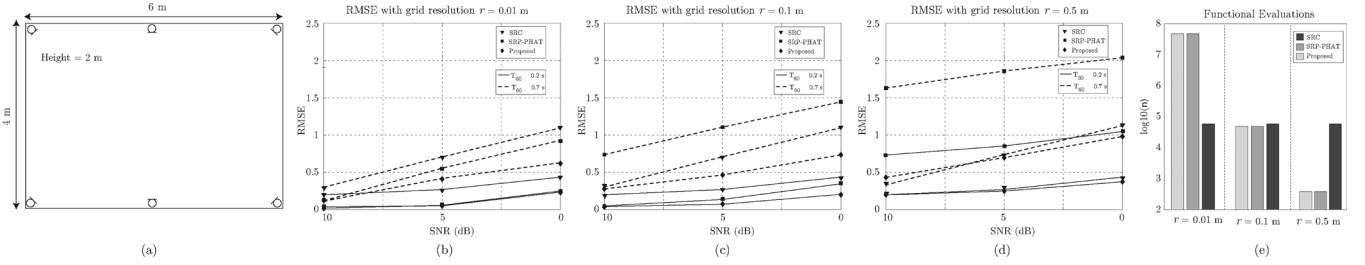 6 m
4 m
Height = 2 m
(a)
RMSE with grid resolution r = 0.01 m
RMSE
2.5
2
1.5
1
0.5
0
SRC
SRP-PHAT
Proposed
T60 0.2 s
T60 0.7 s
10 5 0
SNR (dB)
(b)
RMSE with grid resolution r = 0.1 m
RMSE
2.5
2
1.5
1
0.5
0
SRC
SRP-PHAT
Proposed
T60 0.2 s
T60 0.7 s
10 5 0
SNR (dB)
(c)
RMSE with grid resolution r = 0.5 m
RMSE
2.5
2
1.5
1
0.5
0
SRC
SRP-PHAT
Proposed
T60 0.2 s
T60 0.7 s
10 5 0
SNR (dB)
(d)
Functional Evaluations
log10(n)
8
7
6
5
4
3
2
SRC
SRP-PHAT
Proposed
r = 0.01 m r = 0.1 m r = 0.5 m
(e)